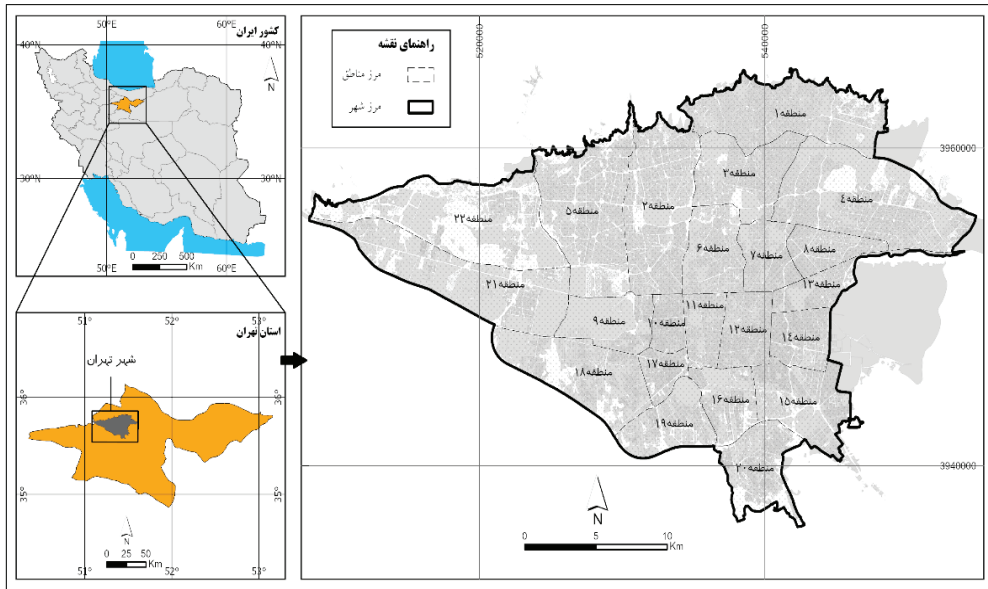 کشور ایران
50°E
60°E
40°N
40°N
N
30°N
30°N
0 250 500
Km
50°E
60°E
استان تهران
51°
52°
53°
شهر تهران
36°
36°
35°
35°
N
0 25 50
Km
51°
52°
53°
راهنمای نقشه
مرز مناطق
مرز شهر
520000
540000
3960000
3940000
منطقه۱
منطقه۳
منطقه۴
منطقه۲
منطقه۵
منطقه۲۲
منطقه۶
منطقه۷
منطقه۸
منطقه۱۳
منطقه۲۱
منطقه۱۱
منطقه۹
منطقه۱۰
منطقه۱۲
منطقه۱۴
منطقه۱۷
منطقه۱۸
منطقه۱۶
منطقه۱۵
منطقه۱۹
منطقه۲۰
N
0 5 10
Km